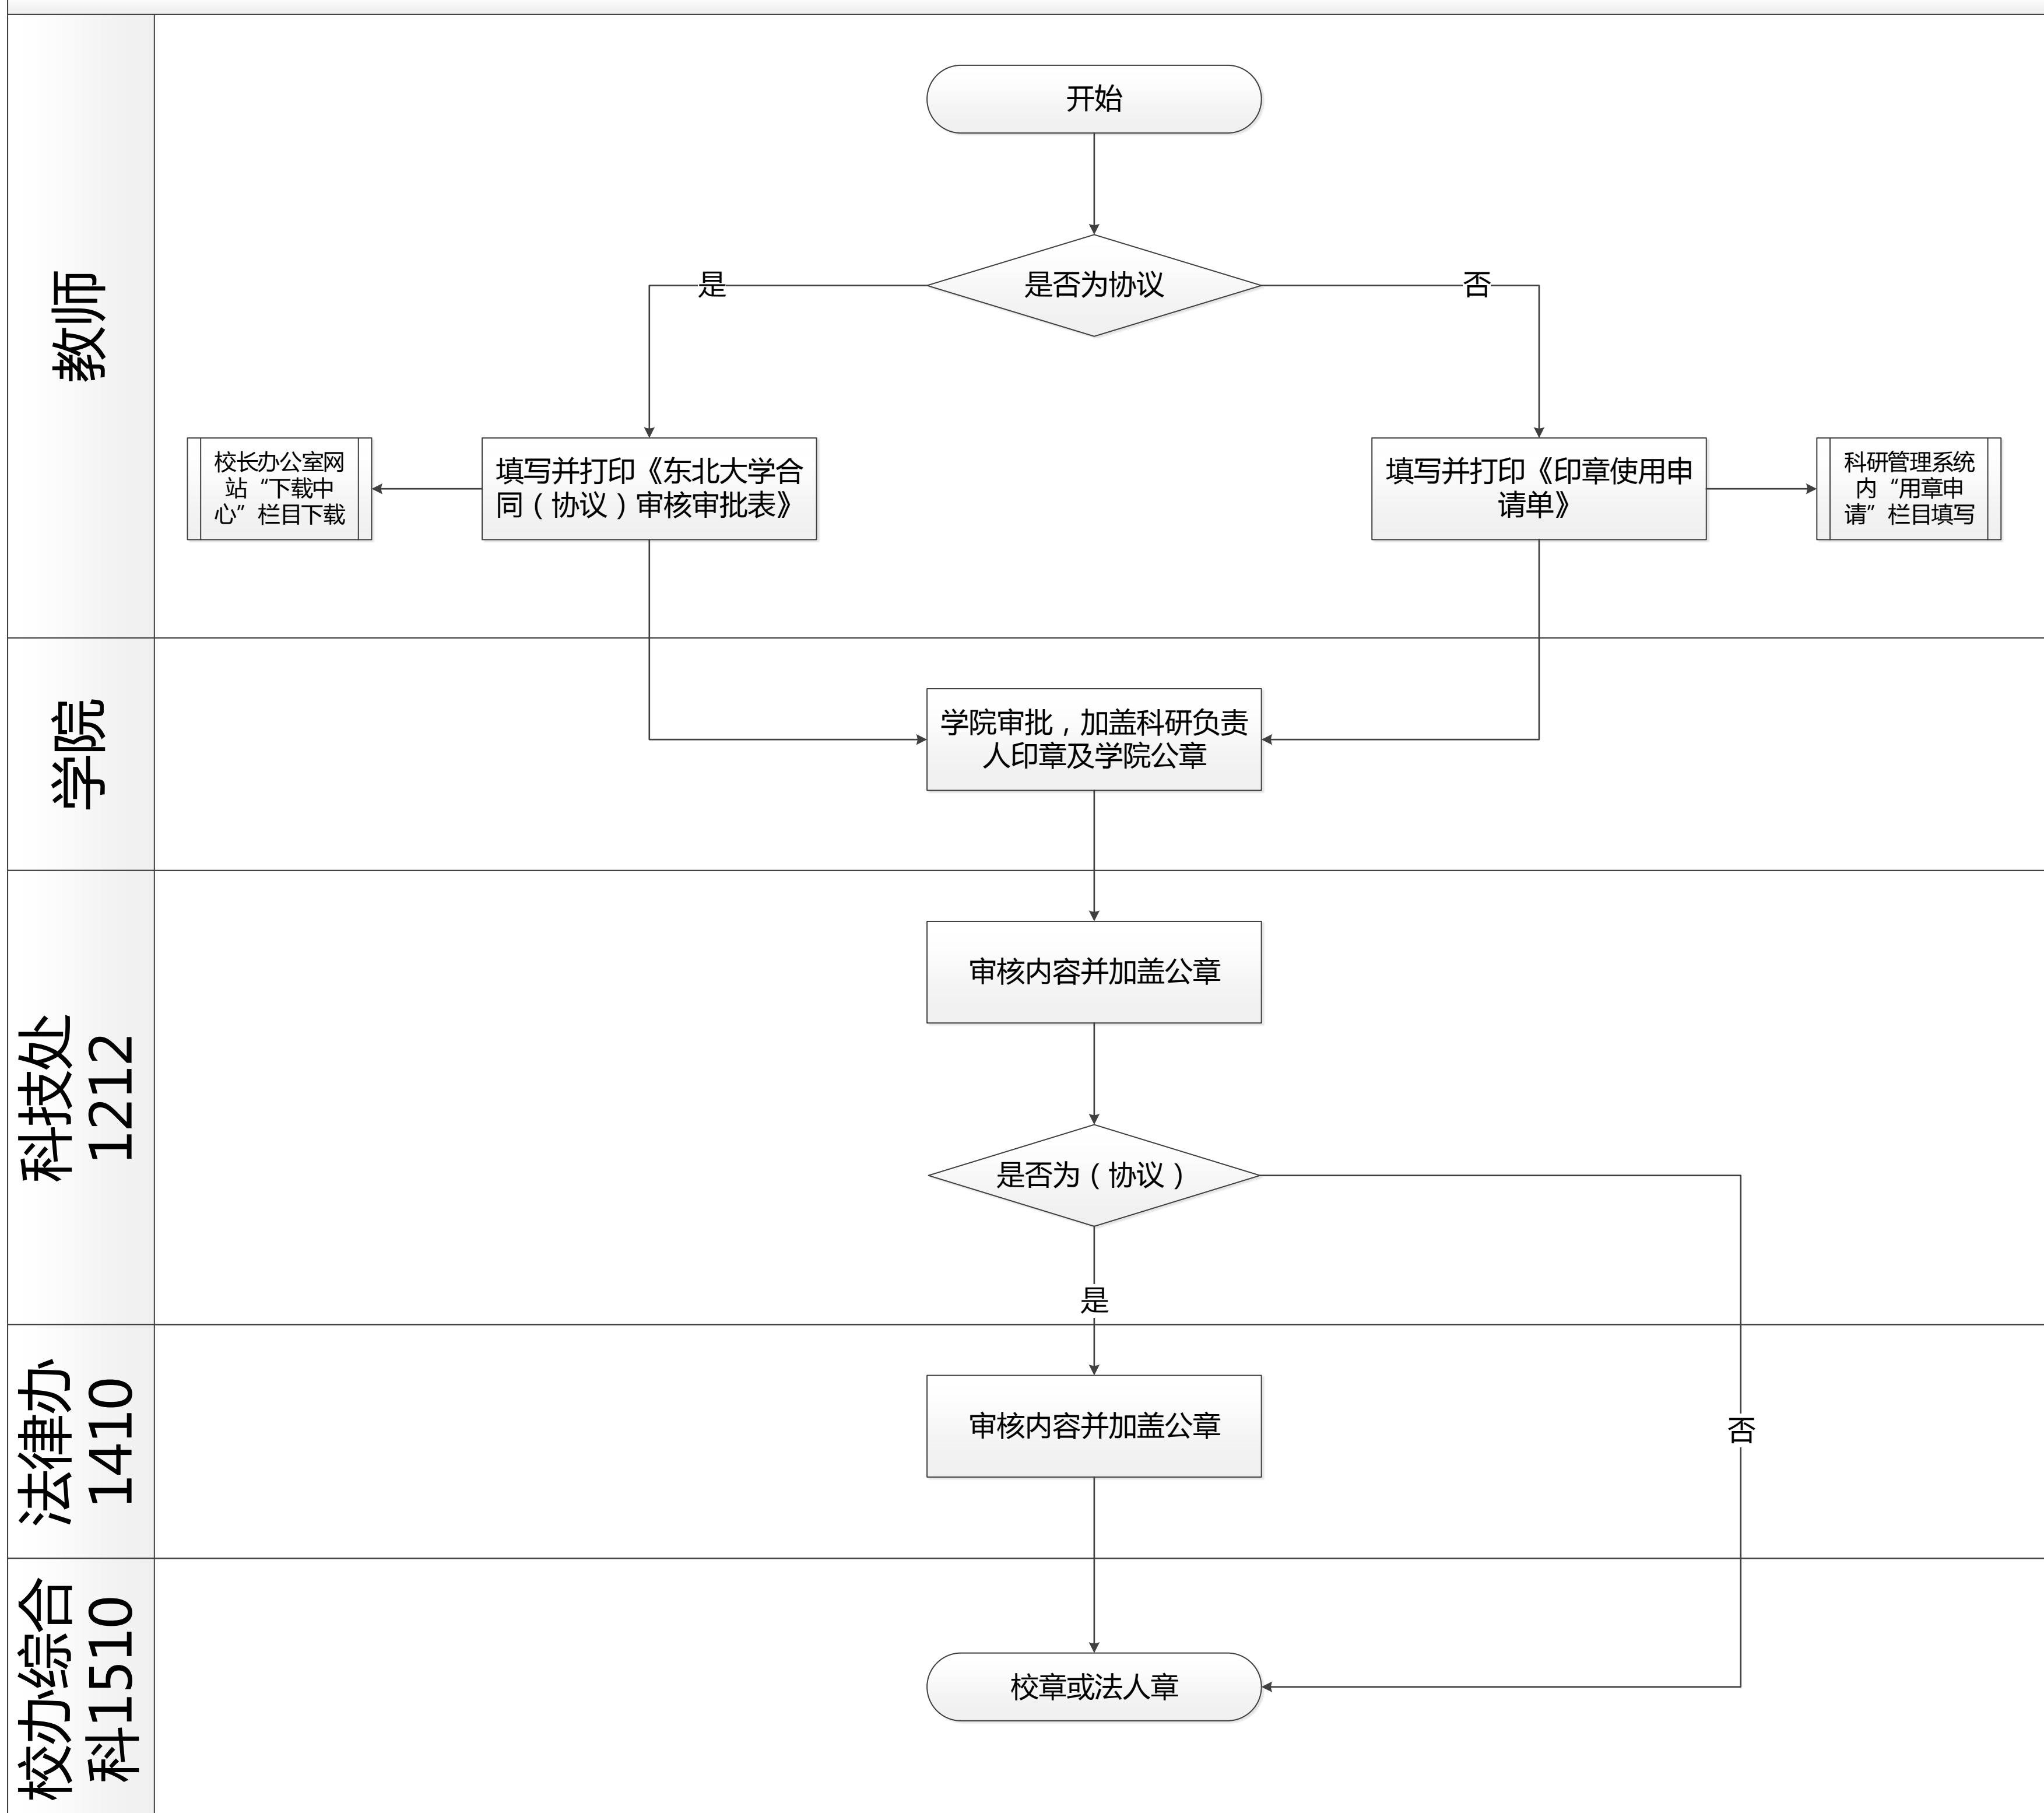 教师
开始
是否为协议
是
否
校长办公室网
站“下载中
心”栏目下载
填写并打印《东北大学合
同(协议)审核审批表》
填写并打印《印章使用申
请单》
科研管理系统
内“用章申
请”栏目填写
学院
学院审批,加盖科研负责
人印章及学院公章
科技处
1212
审核内容并加盖公章
是否为(协议)
是
法律办
1410
审核内容并加盖公章
否
校办综合
科1510
校章或法人章